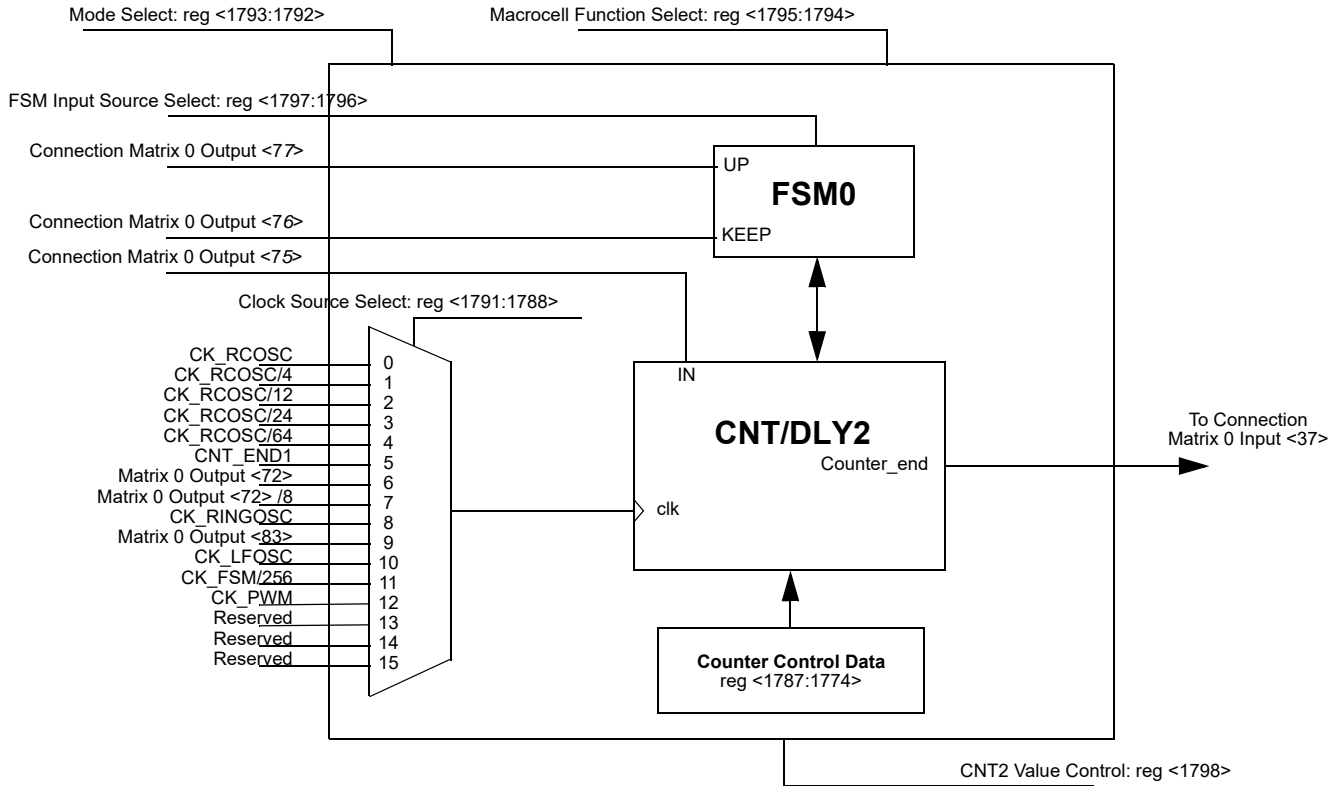 Mode Select: reg <1793:1792>
Macrocell Function Select: reg <1795:1794>
FSM Input Source Select: reg <1797:1796>
Connection Matrix 0 Output <77>
UP
FSM0
Connection Matrix 0 Output <76>
KEEP
Connection Matrix 0 Output <75>
Clock Source Select: reg <1791:1788>
CK_RCOSC 0
CK_RCOSC/4 1
CK_RCOSC/12 2
CK_RCOSC/24 3
CK_RCOSC/64 4
CNT_END1 5
Matrix 0 Output <72> 6
Matrix 0 Output <72> /8 7
CK_RINGOSC 8
Matrix 0 Output <83> 9
CK_LFOSC 10
CK_FSM/256 11
CK_PWM 12
Reserved 13
Reserved 14
Reserved 15
IN
CNT/DLY2
Counter_end
clk
To Connection
Matrix 0 Input <37>
Counter Control Data
reg <1787:1774>
CNT2 Value Control: reg <1798>